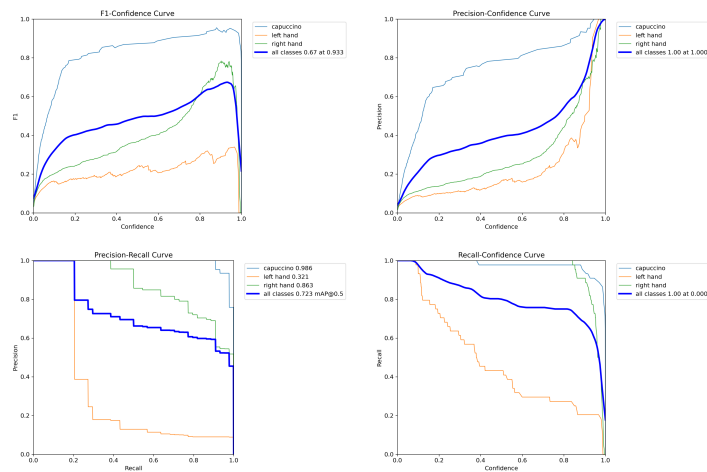 F1-Confidence Curve
1.0
0.8
0.6
0.4
0.2
0.0
F1
0.0 0.2 0.4 0.6 0.8 1.0
Confidence
capuccino
left hand
right hand
all classes 0.67 at 0.933
Precision-Confidence Curve
1.0
0.8
0.6
0.4
0.2
0.0
Precision
0.0 0.2 0.4 0.6 0.8 1.0
Confidence
capuccino
left hand
right hand
all classes 1.00 at 1.000
Precision-Recall Curve
1.0
0.8
0.6
0.4
0.2
0.0
Precision
0.0 0.2 0.4 0.6 0.8 1.0
Recall
capuccino 0.986
left hand 0.321
right hand 0.863
all classes 0.723 mAP@0.5
Recall-Confidence Curve
1.0
0.8
0.6
0.4
0.2
0.0
Recall
0.0 0.2 0.4 0.6 0.8 1.0
Confidence
capuccino
left hand
right hand
all classes 1.00 at 0.000